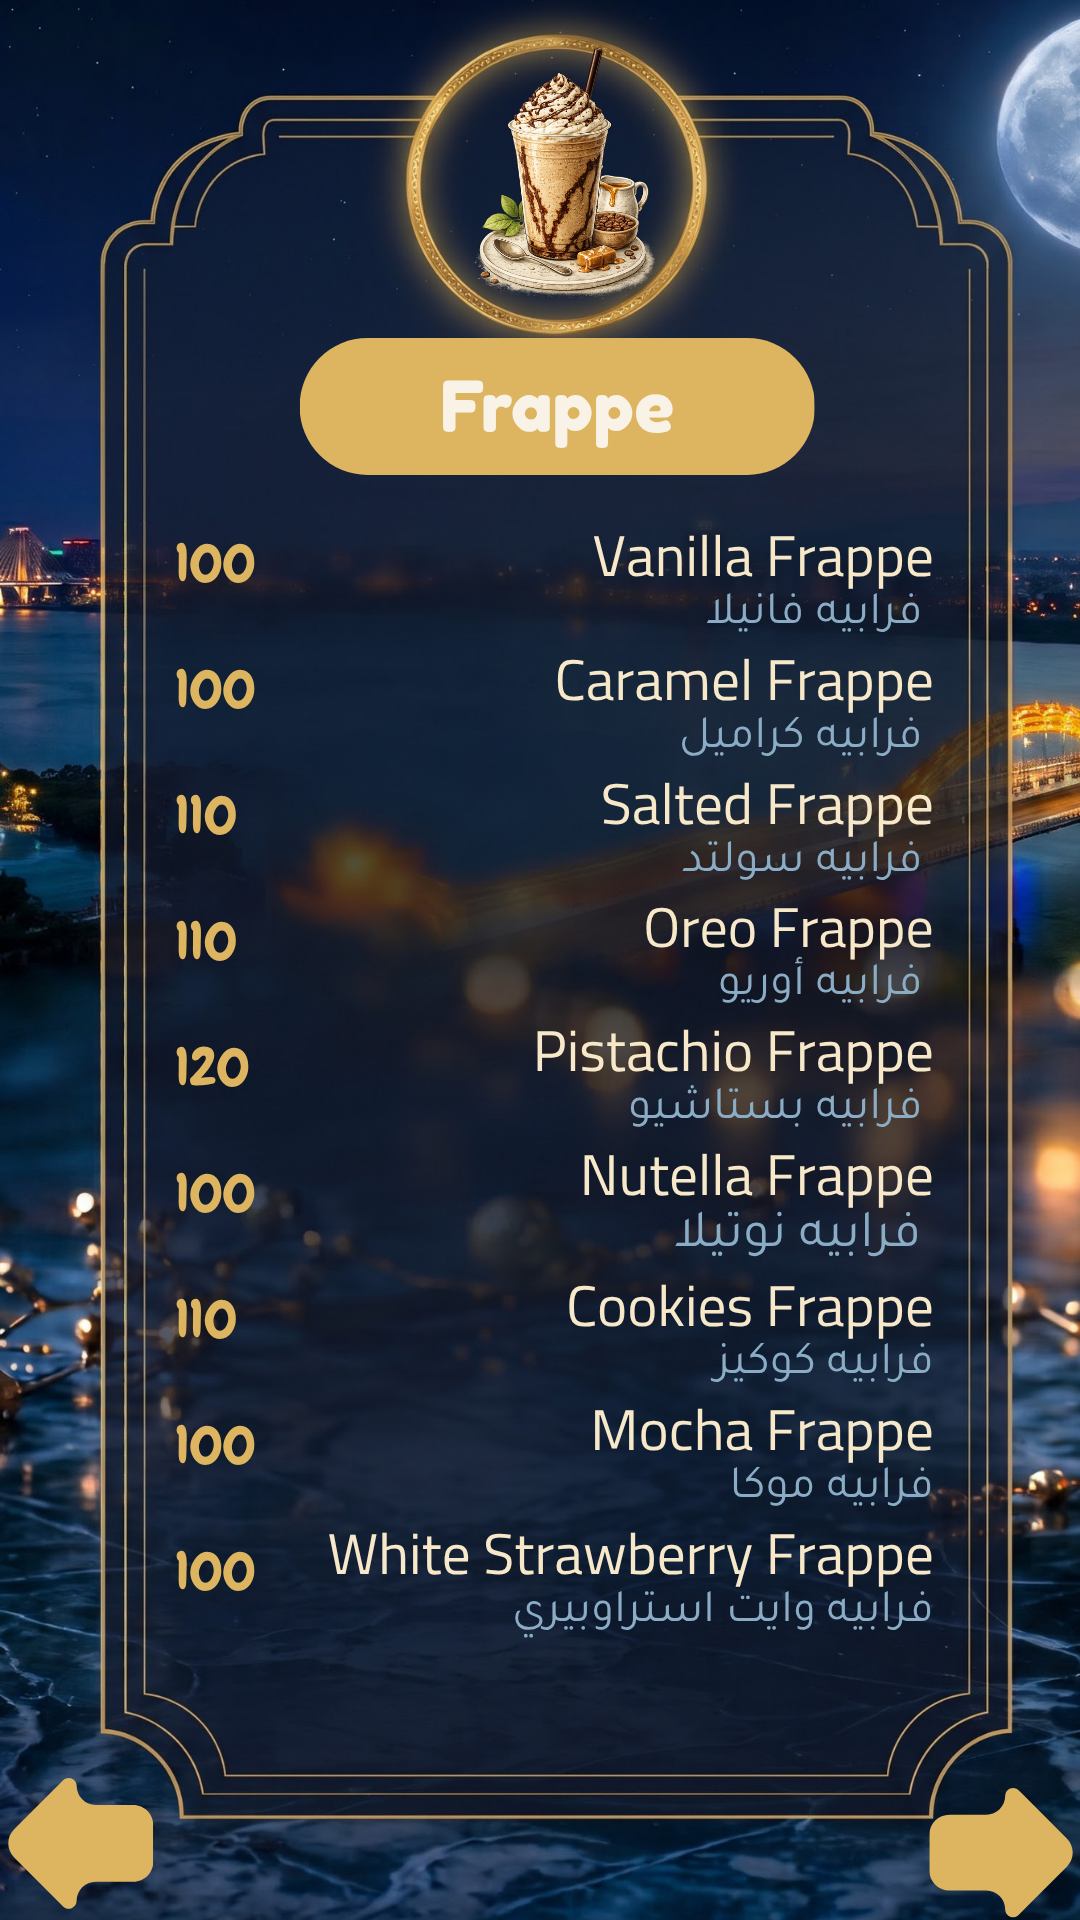 Frappe
100 Vanilla Frappe
فرابيه فانيلا
100 Caramel Frappe
فرابيه كراميل
110 Salted Frappe
فرابيه سولتد
110 Oreo Frappe
فرابيه أوريو
120 Pistachio Frappe
فرابيه بستاشيو
100 Nutella Frappe
فرابيه نوتيلا
110 Cookies Frappe
فرابيه كوكيز
100 Mocha Frappe
فرابيه موكا
100 White Strawberry Frappe
فرابيه وايت استراوبيري